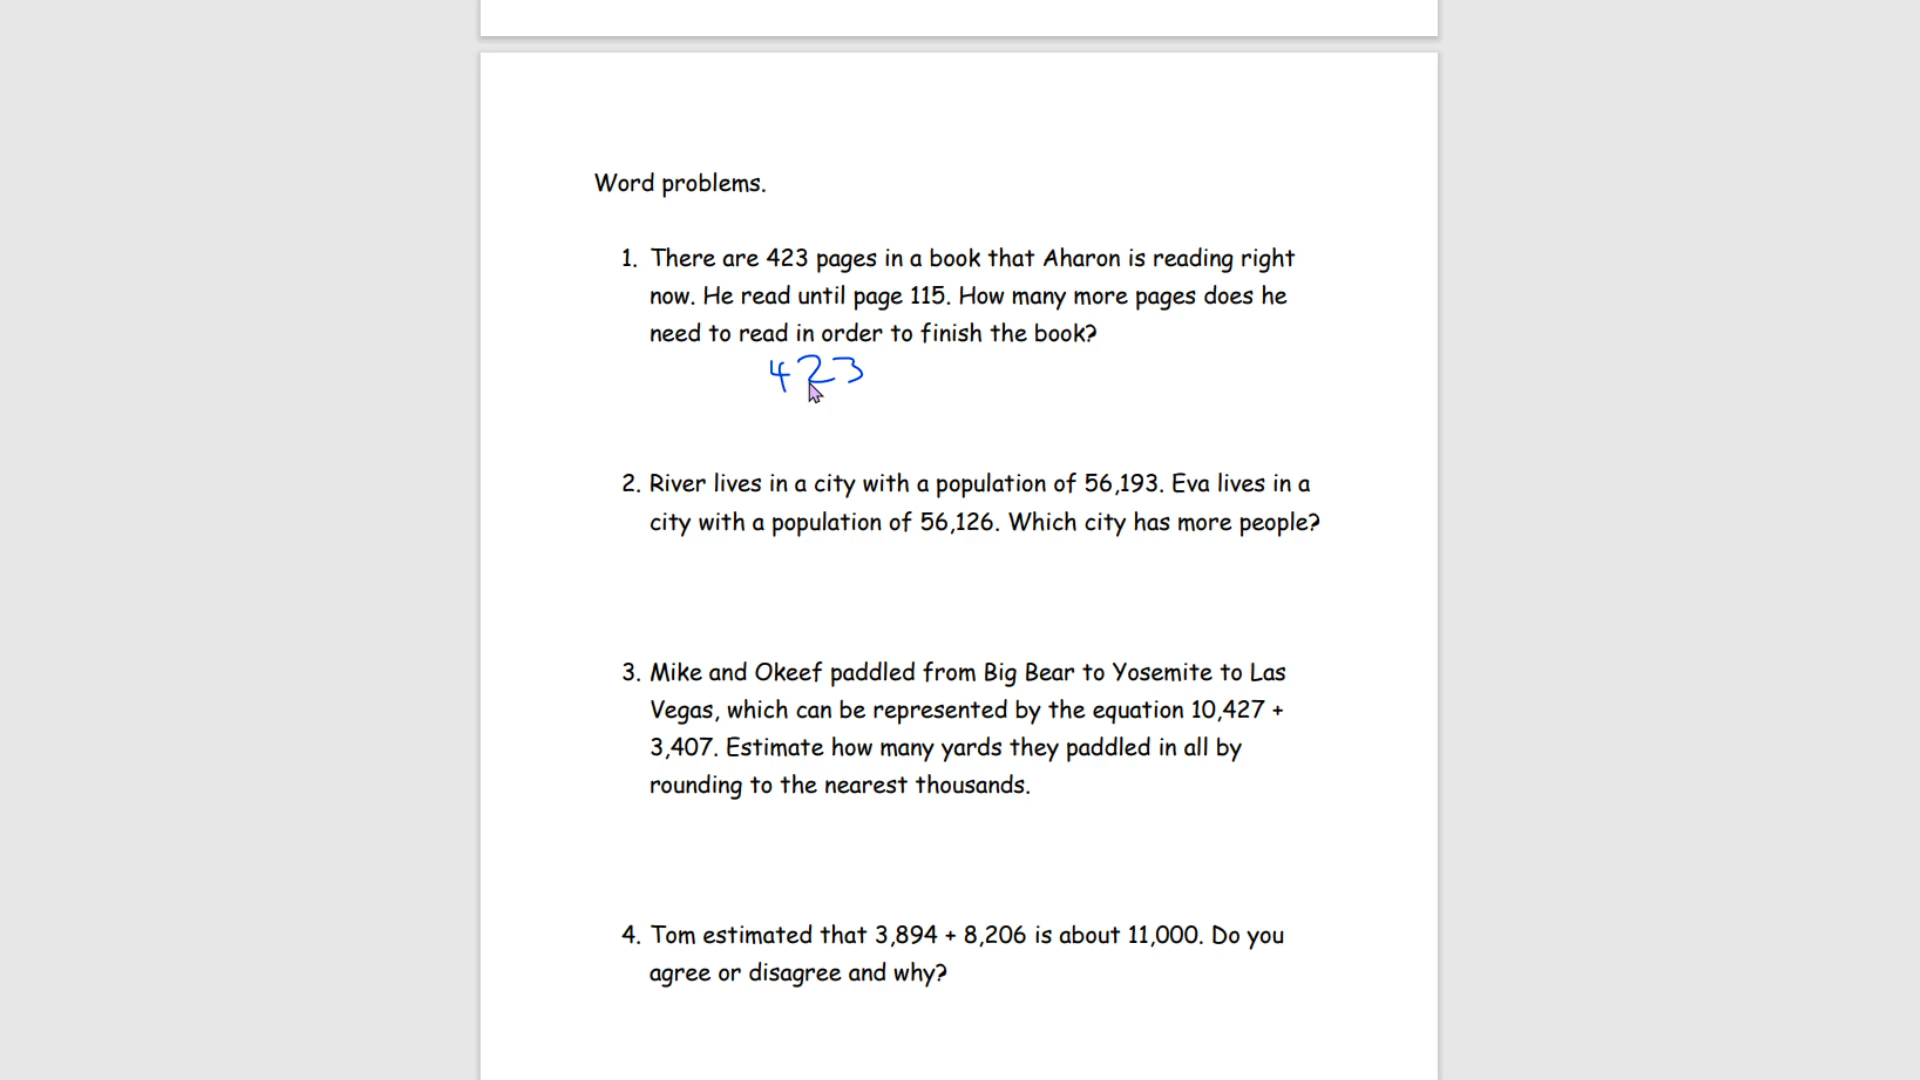 Word problems.
1. There are 423 pages in a book that Aharon is reading right
now. He read until page 115. How many more pages does he
need to read in order to finish the book?
423
2. River lives in a city with a population of 56,193. Eva lives in a
city with a population of 56,126. Which city has more people?
3. Mike and Okeef paddled from Big Bear to Yosemite to Las
Vegas, which can be represented by the equation 10,427 +
3,407. Estimate how many yards they paddled in all by
rounding to the nearest thousands.
4. Tom estimated that 3,894 + 8,206 is about 11,000. Do you
agree or disagree and why?